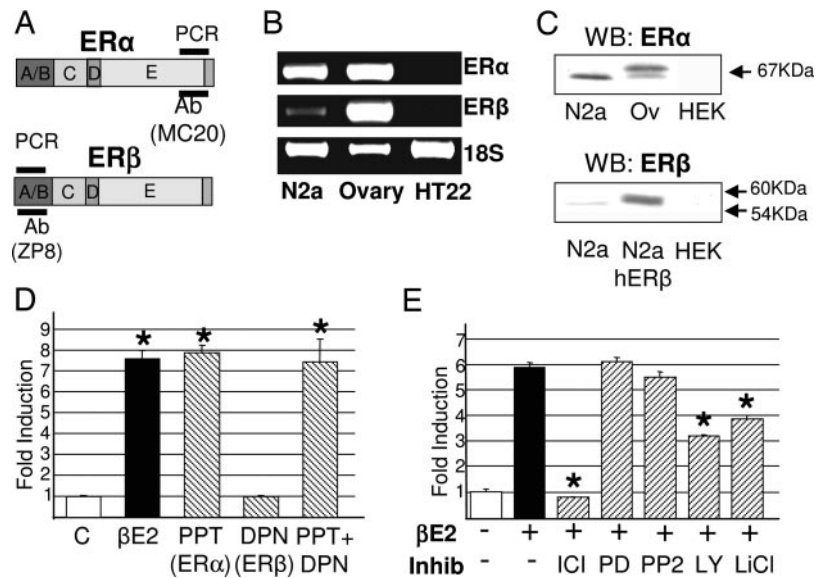 A
PCR
ERα
A/B C D E
Ab
(MC20)
PCR
ERβ
A/B C D E
Ab
(ZP8)
B
ERα
ERβ
18S
N2a Ovary HT22
C
WB: ERα
67KDa
N2a Ov HEK
WB: ERβ
60KDa
54KDa
N2a N2a HEK
hERβ
D
Fold Induction
9
8
7
6
5
4
3
2
1
* * *
C βE2 PPT DPN PPT+
(ERα) (ERβ) DPN
E
Fold Induction
7
6
5
4
3
2
1
* * *
βE2 - + + + + + +
Inhib - - ICI PD PP2 LY LiCl